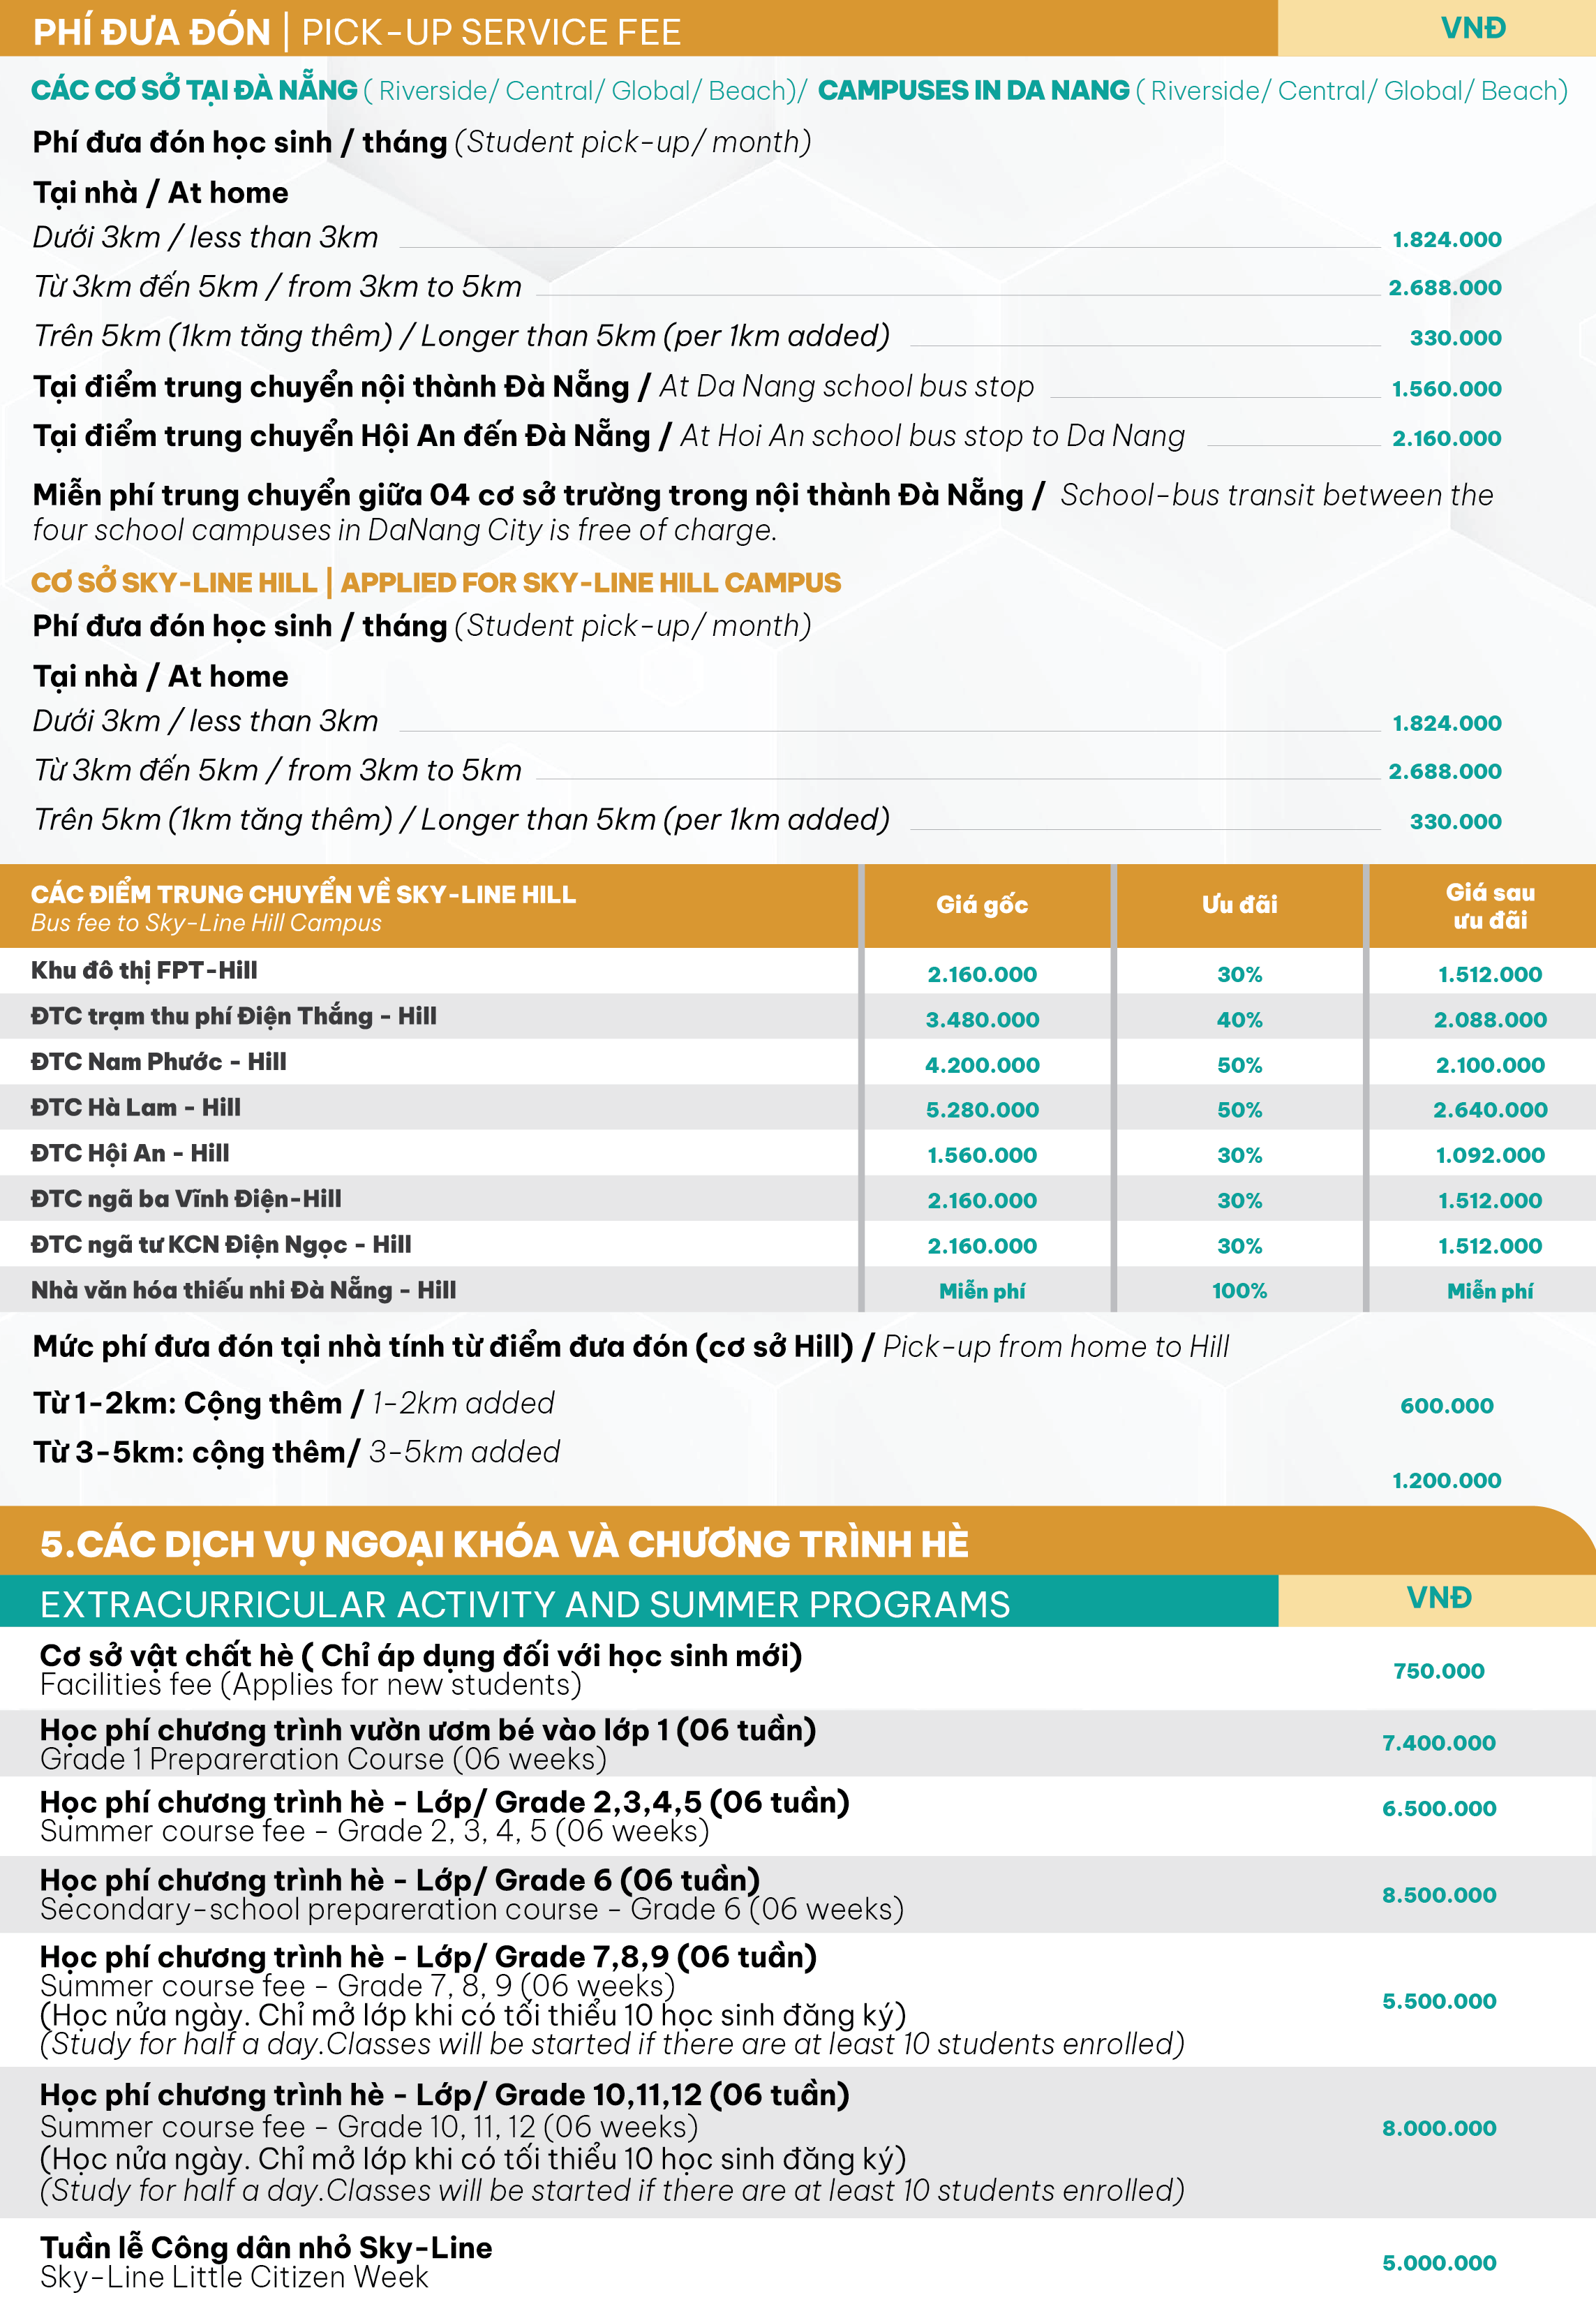 PHÍ ĐƯA ĐÓN | PICK-UP SERVICE FEE VNĐ
CÁC CƠ SỞ TẠI ĐÀ NẴNG ( Riverside/ Central/ Global/ Beach)/ CAMPUSES IN DA NANG ( Riverside/ Central/ Global/ Beach)
Phí đưa đón học sinh / tháng (Student pick-up/ month)
Tại nhà / At home
Dưới 3km / less than 3km 1.824.000
Từ 3km đến 5km / from 3km to 5km 2.688.000
Trên 5km (1km tăng thêm) / Longer than 5km (per 1km added) 330.000
Tại điểm trung chuyển nội thành Đà Nẵng / At Da Nang school bus stop 1.560.000
Tại điểm trung chuyển Hội An đến Đà Nẵng / At Hoi An school bus stop to Da Nang 2.160.000
Miễn phí trung chuyển giữa 04 cơ sở trường trong nội thành Đà Nẵng / School-bus transit between the
four school campuses in DaNang City is free of charge.
CƠ SỞ SKY-LINE HILL | APPLIED FOR SKY-LINE HILL CAMPUS
Phí đưa đón học sinh / tháng (Student pick-up/ month)
Tại nhà / At home
Dưới 3km / less than 3km 1.824.000
Từ 3km đến 5km / from 3km to 5km 2.688.000
Trên 5km (1km tăng thêm) / Longer than 5km (per 1km added) 330.000
CÁC ĐIỂM TRUNG CHUYỂN VỀ SKY-LINE HILL
Bus fee to Sky-Line Hill Campus
Giá gốc
Ưu đãi
Giá sau
ưu đãi
Khu đô thị FPT-Hill 2.160.000 30% 1.512.000
ĐTC trạm thu phí Điện Thắng - Hill 3.480.000 40% 2.088.000
ĐTC Nam Phước - Hill 4.200.000 50% 2.100.000
ĐTC Hà Lam - Hill 5.280.000 50% 2.640.000
ĐTC Hội An - Hill 1.560.000 30% 1.092.000
ĐTC ngã ba Vĩnh Điện-Hill 2.160.000 30% 1.512.000
ĐTC ngã tư KCN Điện Ngọc - Hill 2.160.000 30% 1.512.000
Nhà văn hóa thiếu nhi Đà Nẵng - Hill Miễn phí 100% Miễn phí
Mức phí đưa đón tại nhà tính từ điểm đưa đón (cơ sở Hill) / Pick-up from home to Hill
Từ 1-2km: Cộng thêm / 1-2km added 600.000
Từ 3-5km: cộng thêm/ 3-5km added
1.200.000
5.CÁC DỊCH VỤ NGOẠI KHÓA VÀ CHƯƠNG TRÌNH HÈ
EXTRACURRICULAR ACTIVITY AND SUMMER PROGRAMS VNĐ
Cơ sở vật chất hè ( Chỉ áp dụng đối với học sinh mới)
Facilities fee (Applies for new students)
750.000
Học phí chương trình vườn ươm bé vào lớp 1 (06 tuần)
Grade 1 Prepareration Course (06 weeks)
7.400.000
Học phí chương trình hè - Lớp/ Grade 2,3,4,5 (06 tuần)
Summer course fee - Grade 2, 3, 4, 5 (06 weeks)
6.500.000
Học phí chương trình hè - Lớp/ Grade 6 (06 tuần)
Secondary-school prepareration course - Grade 6 (06 weeks)
8.500.000
Học phí chương trình hè - Lớp/ Grade 7,8,9 (06 tuần)
Summer course fee - Grade 7, 8, 9 (06 weeks)
(Học nửa ngày. Chỉ mở lớp khi có tối thiểu 10 học sinh đăng ký)
(Study for half a day.Classes will be started if there are at least 10 students enrolled)
5.500.000
Học phí chương trình hè - Lớp/ Grade 10,11,12 (06 tuần)
Summer course fee - Grade 10, 11, 12 (06 weeks)
(Học nửa ngày. Chỉ mở lớp khi có tối thiểu 10 học sinh đăng ký)
(Study for half a day.Classes will be started if there are at least 10 students enrolled)
8.000.000
Tuần lễ Công dân nhỏ Sky-Line
Sky-Line Little Citizen Week
5.000.000